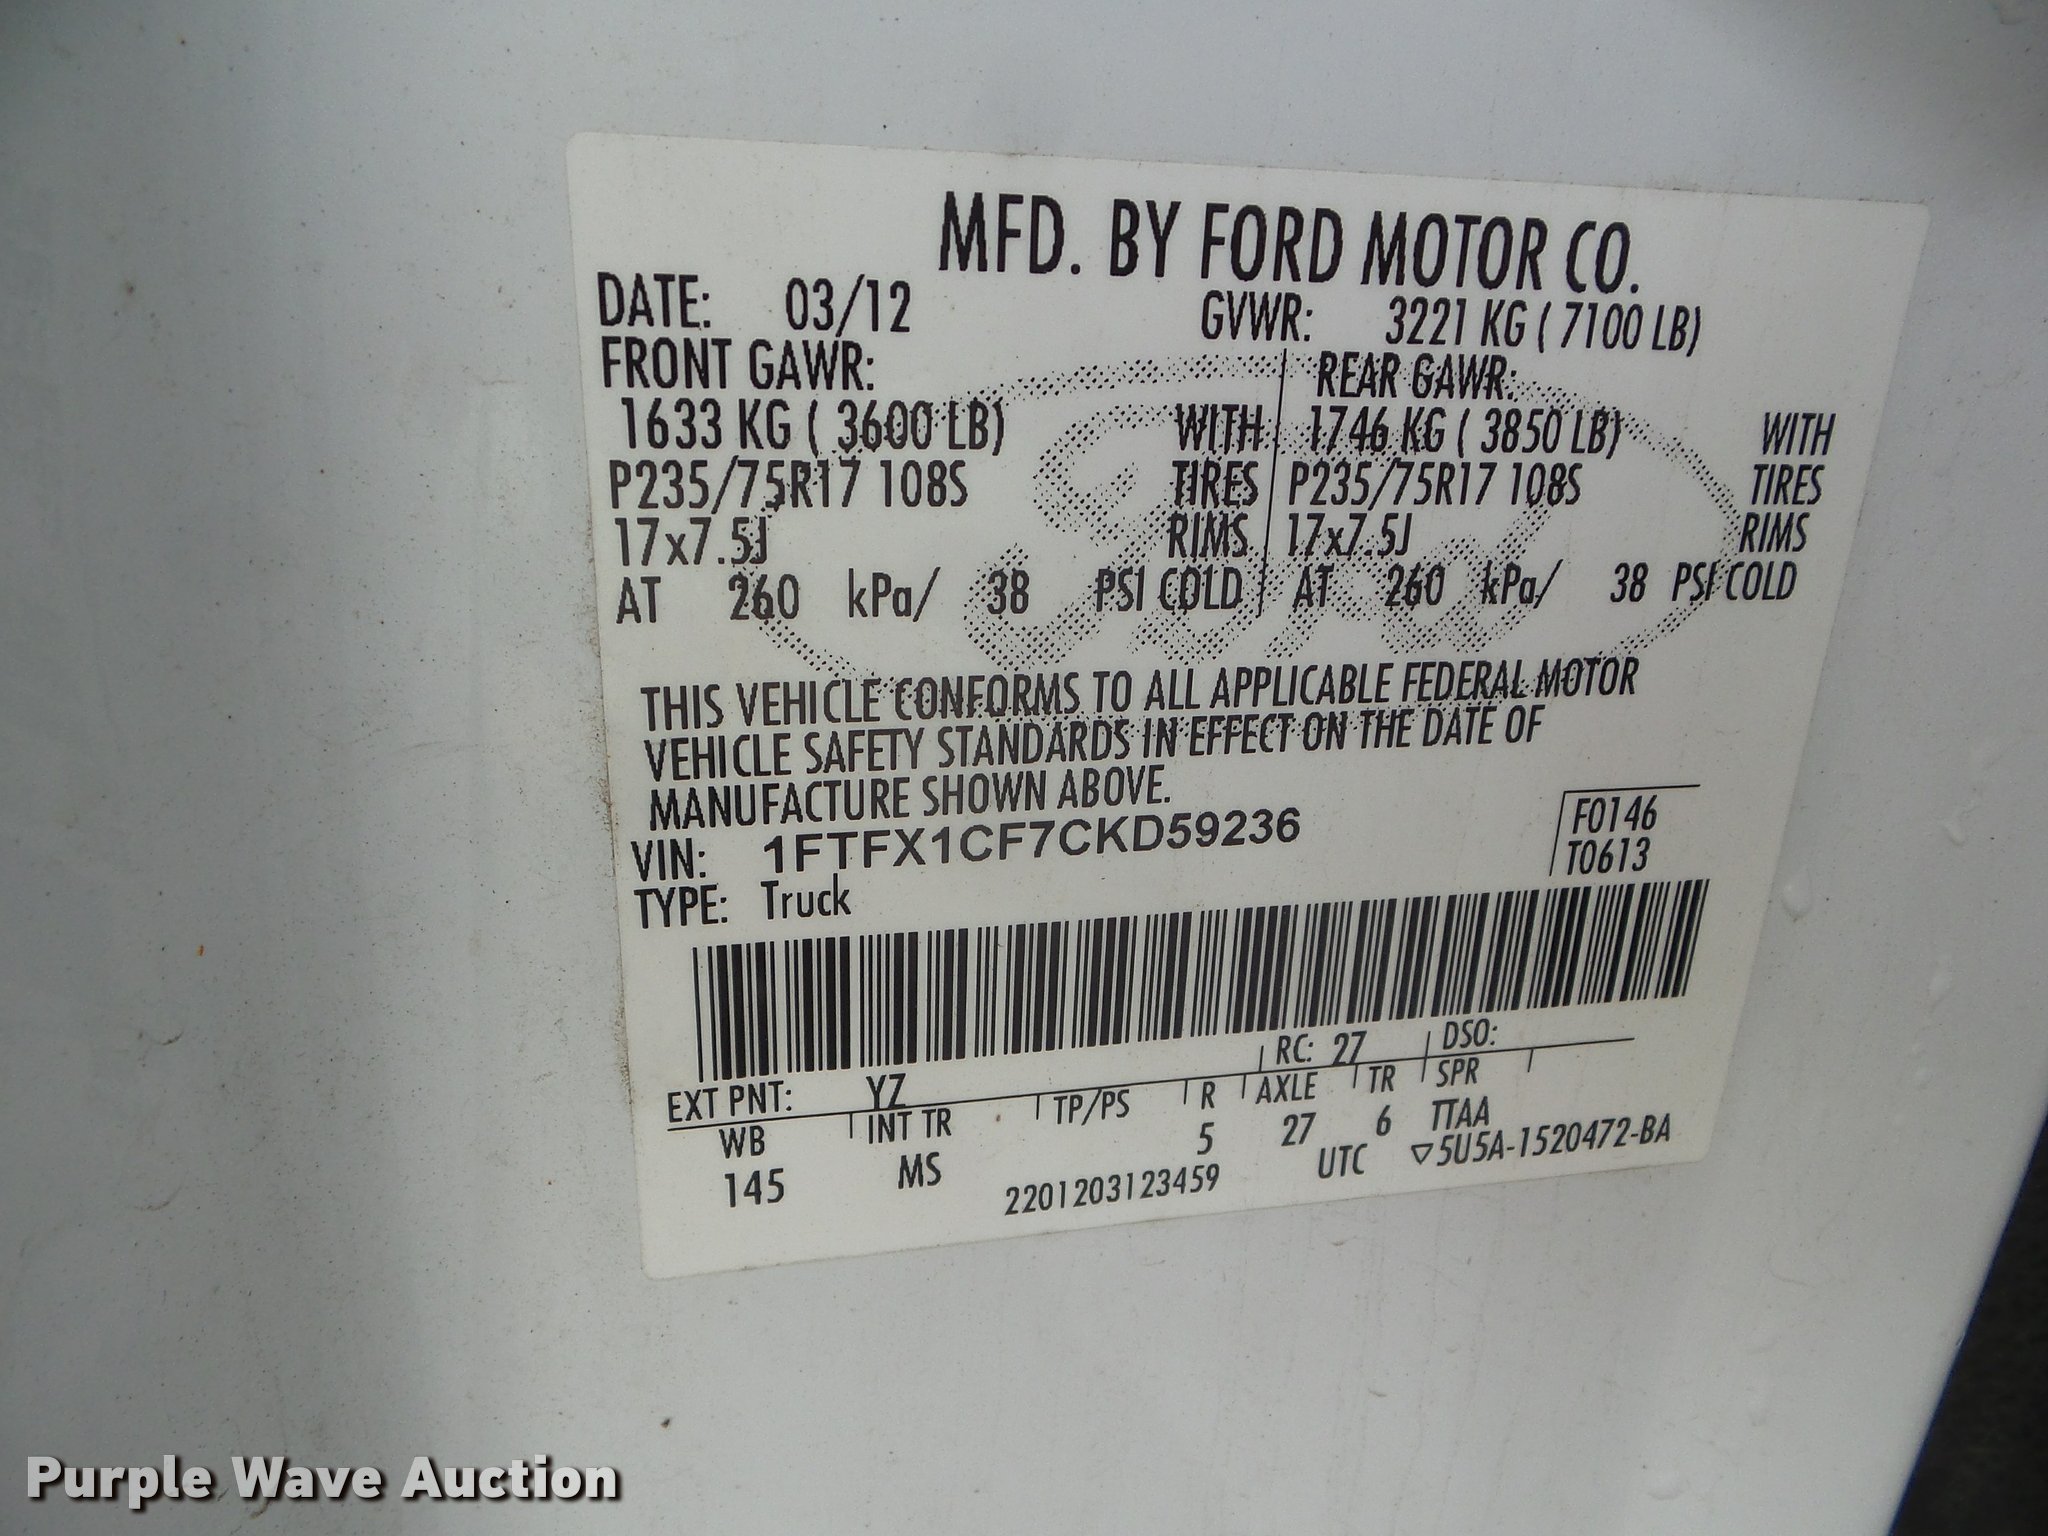 MFD. BY FORD MOTOR CO.
DATE: 03/12 GVWR: 3221 KG ( 7100 LB)
FRONT GAWR: REAR GAWR:
1633 KG ( 3600 LB) WITH 1746 KG ( 3850 LB) WITH
P235/75R17 108S TIRES P235/75R17 108S TIRES
17x7.5J RIMS 17x7.5J RIMS
AT 260 kPa/ 38 PSI COLD AT 260 kPa/ 38 PSI COLD
Ford
THIS VEHICLE CONFORMS TO ALL APPLICABLE FEDERAL MOTOR
VEHICLE SAFETY STANDARDS IN EFFECT ON THE DATE OF
MANUFACTURE SHOWN ABOVE.
VIN: 1FTFX1CF7CKD59236 F0146
TYPE: Truck T0613
EXT PNT: YZ RC: 27 DSO:
WB INT TR TP/PS R AXLE TR SPR
145 MS 5 27 6 TTAA
2201203123459 UTC ▽5U5A-1520472-BA
Purple Wave Auction